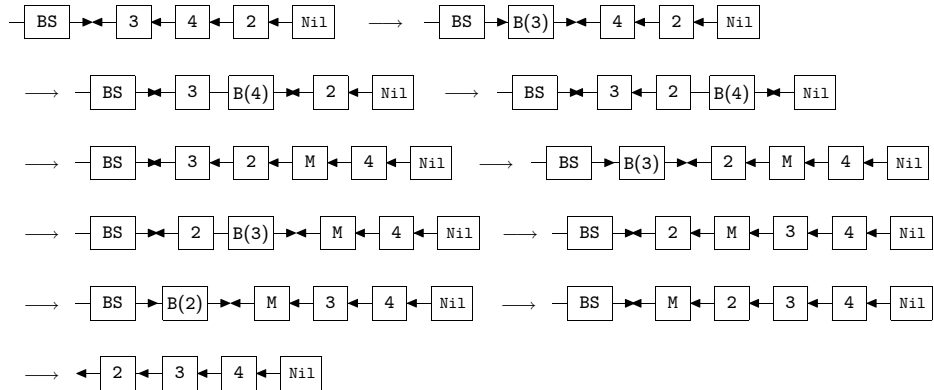 BS 3 4 2 Nil ⟶ BS B(3) 4 2 Nil
⟶ BS 3 B(4) 2 Nil ⟶ BS 3 2 B(4) Nil
⟶ BS 3 2 M 4 Nil ⟶ BS B(3) 2 M 4 Nil
⟶ BS 2 B(3) M 4 Nil ⟶ BS 2 M 3 4 Nil
⟶ BS B(2) M 3 4 Nil ⟶ BS M 2 3 4 Nil
⟶ 2 3 4 Nil